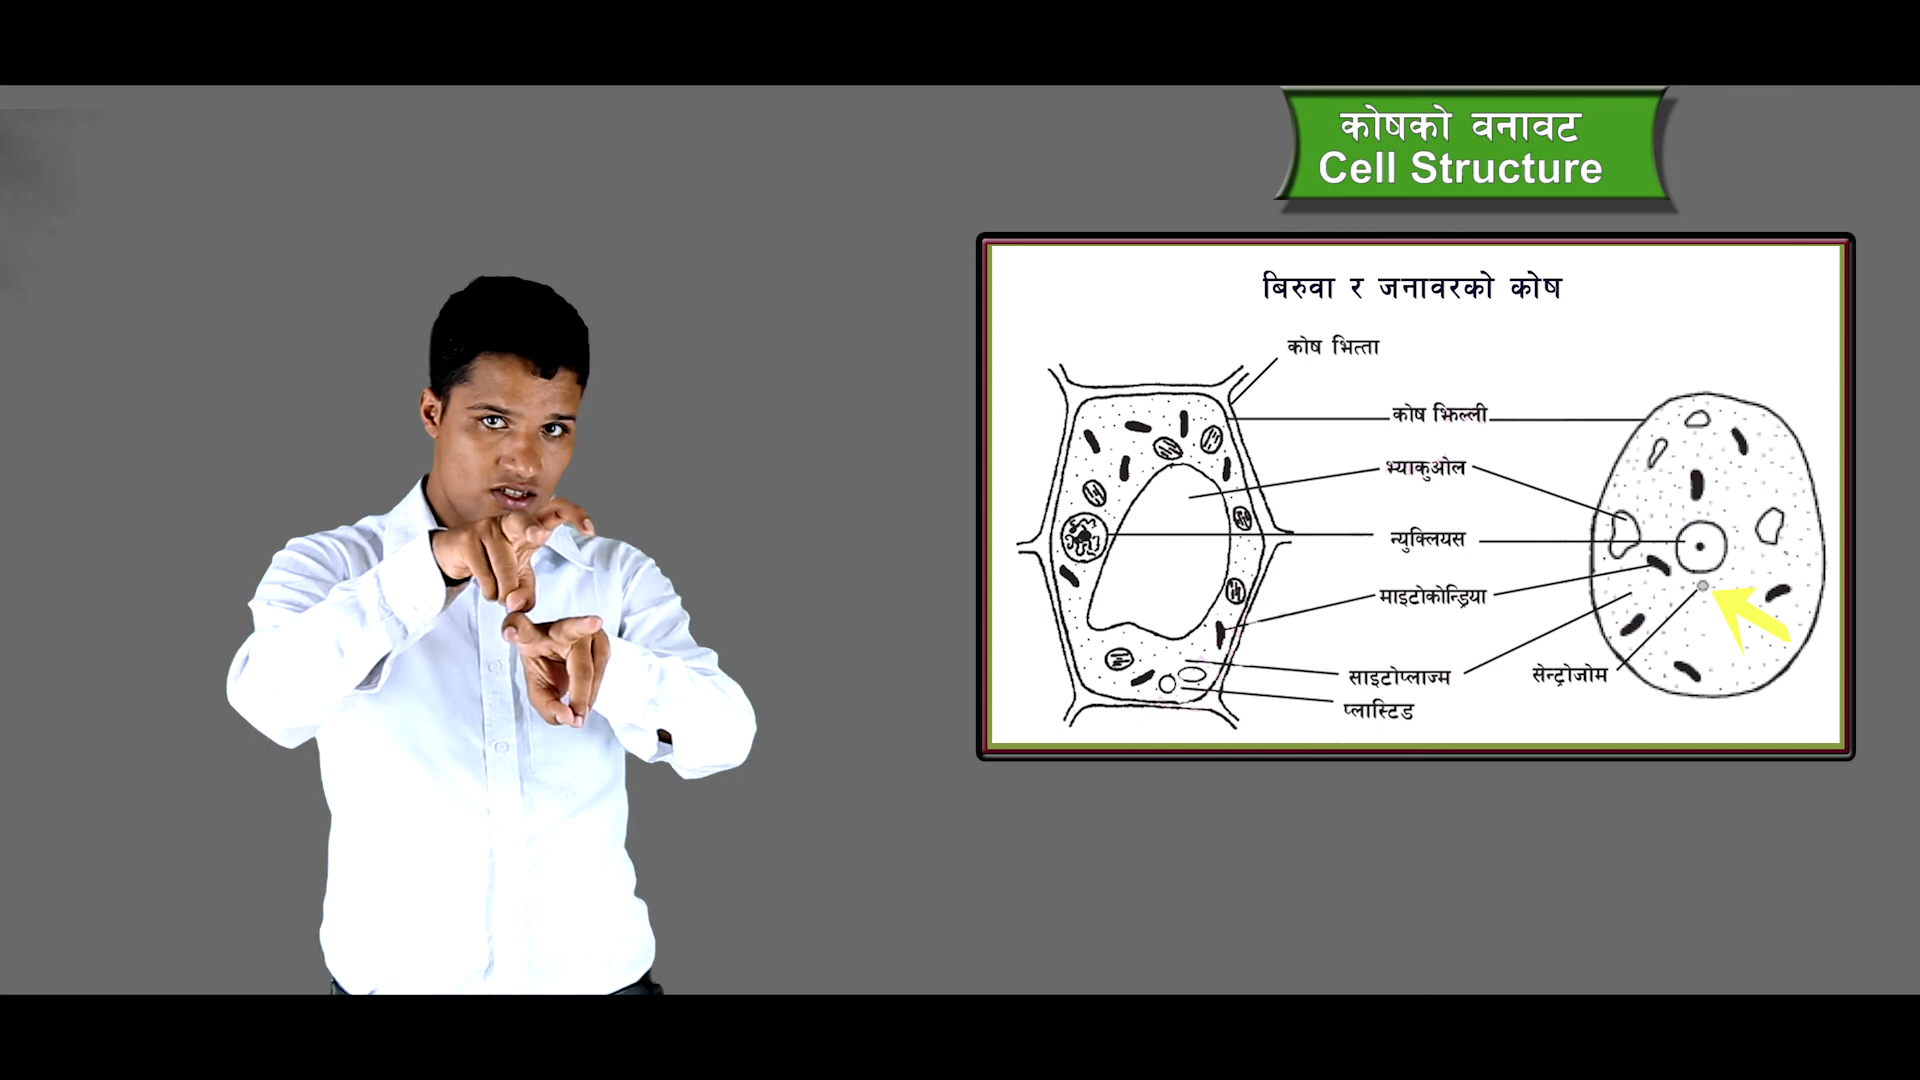 कोषको वनावट
Cell Structure
बिरुवा र जनावरको कोष
कोष भित्ता
कोष झिल्ली
भ्याकुओल
न्युक्लियस
माइटोकोन्ड्रिया
साइटोप्लाज्म
सेन्ट्रोजोम
प्लास्टिड